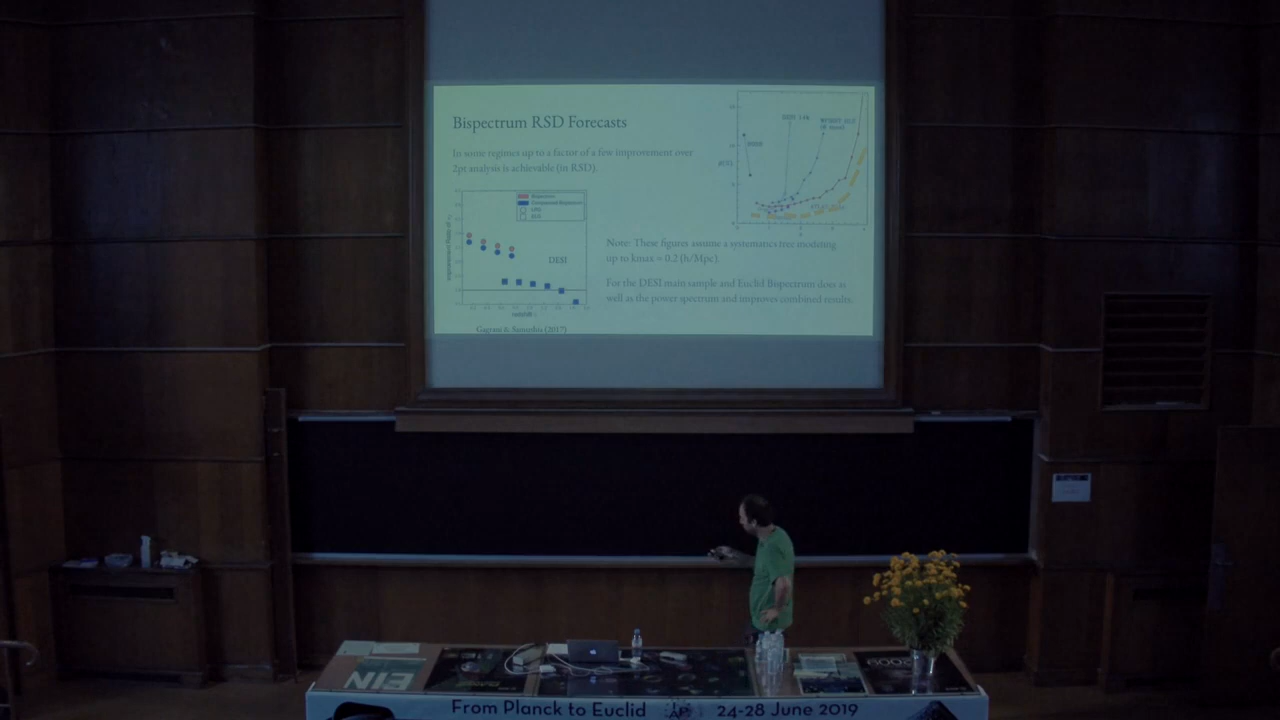 Bispectrum RSD Forecasts
In some regimes up to a factor of a few improvement over
2pt analysis is achievable (in RSD).
DESI
Gagrani & Samushia (2017)
Note: These figures assume a systematics free modeling
up to kmax = 0.2 (h/Mpc).
For the DESI main sample and Euclid Bispectrum does as
well as the power spectrum and improves combined results.
From Planck to Euclid 24-28 June 2019